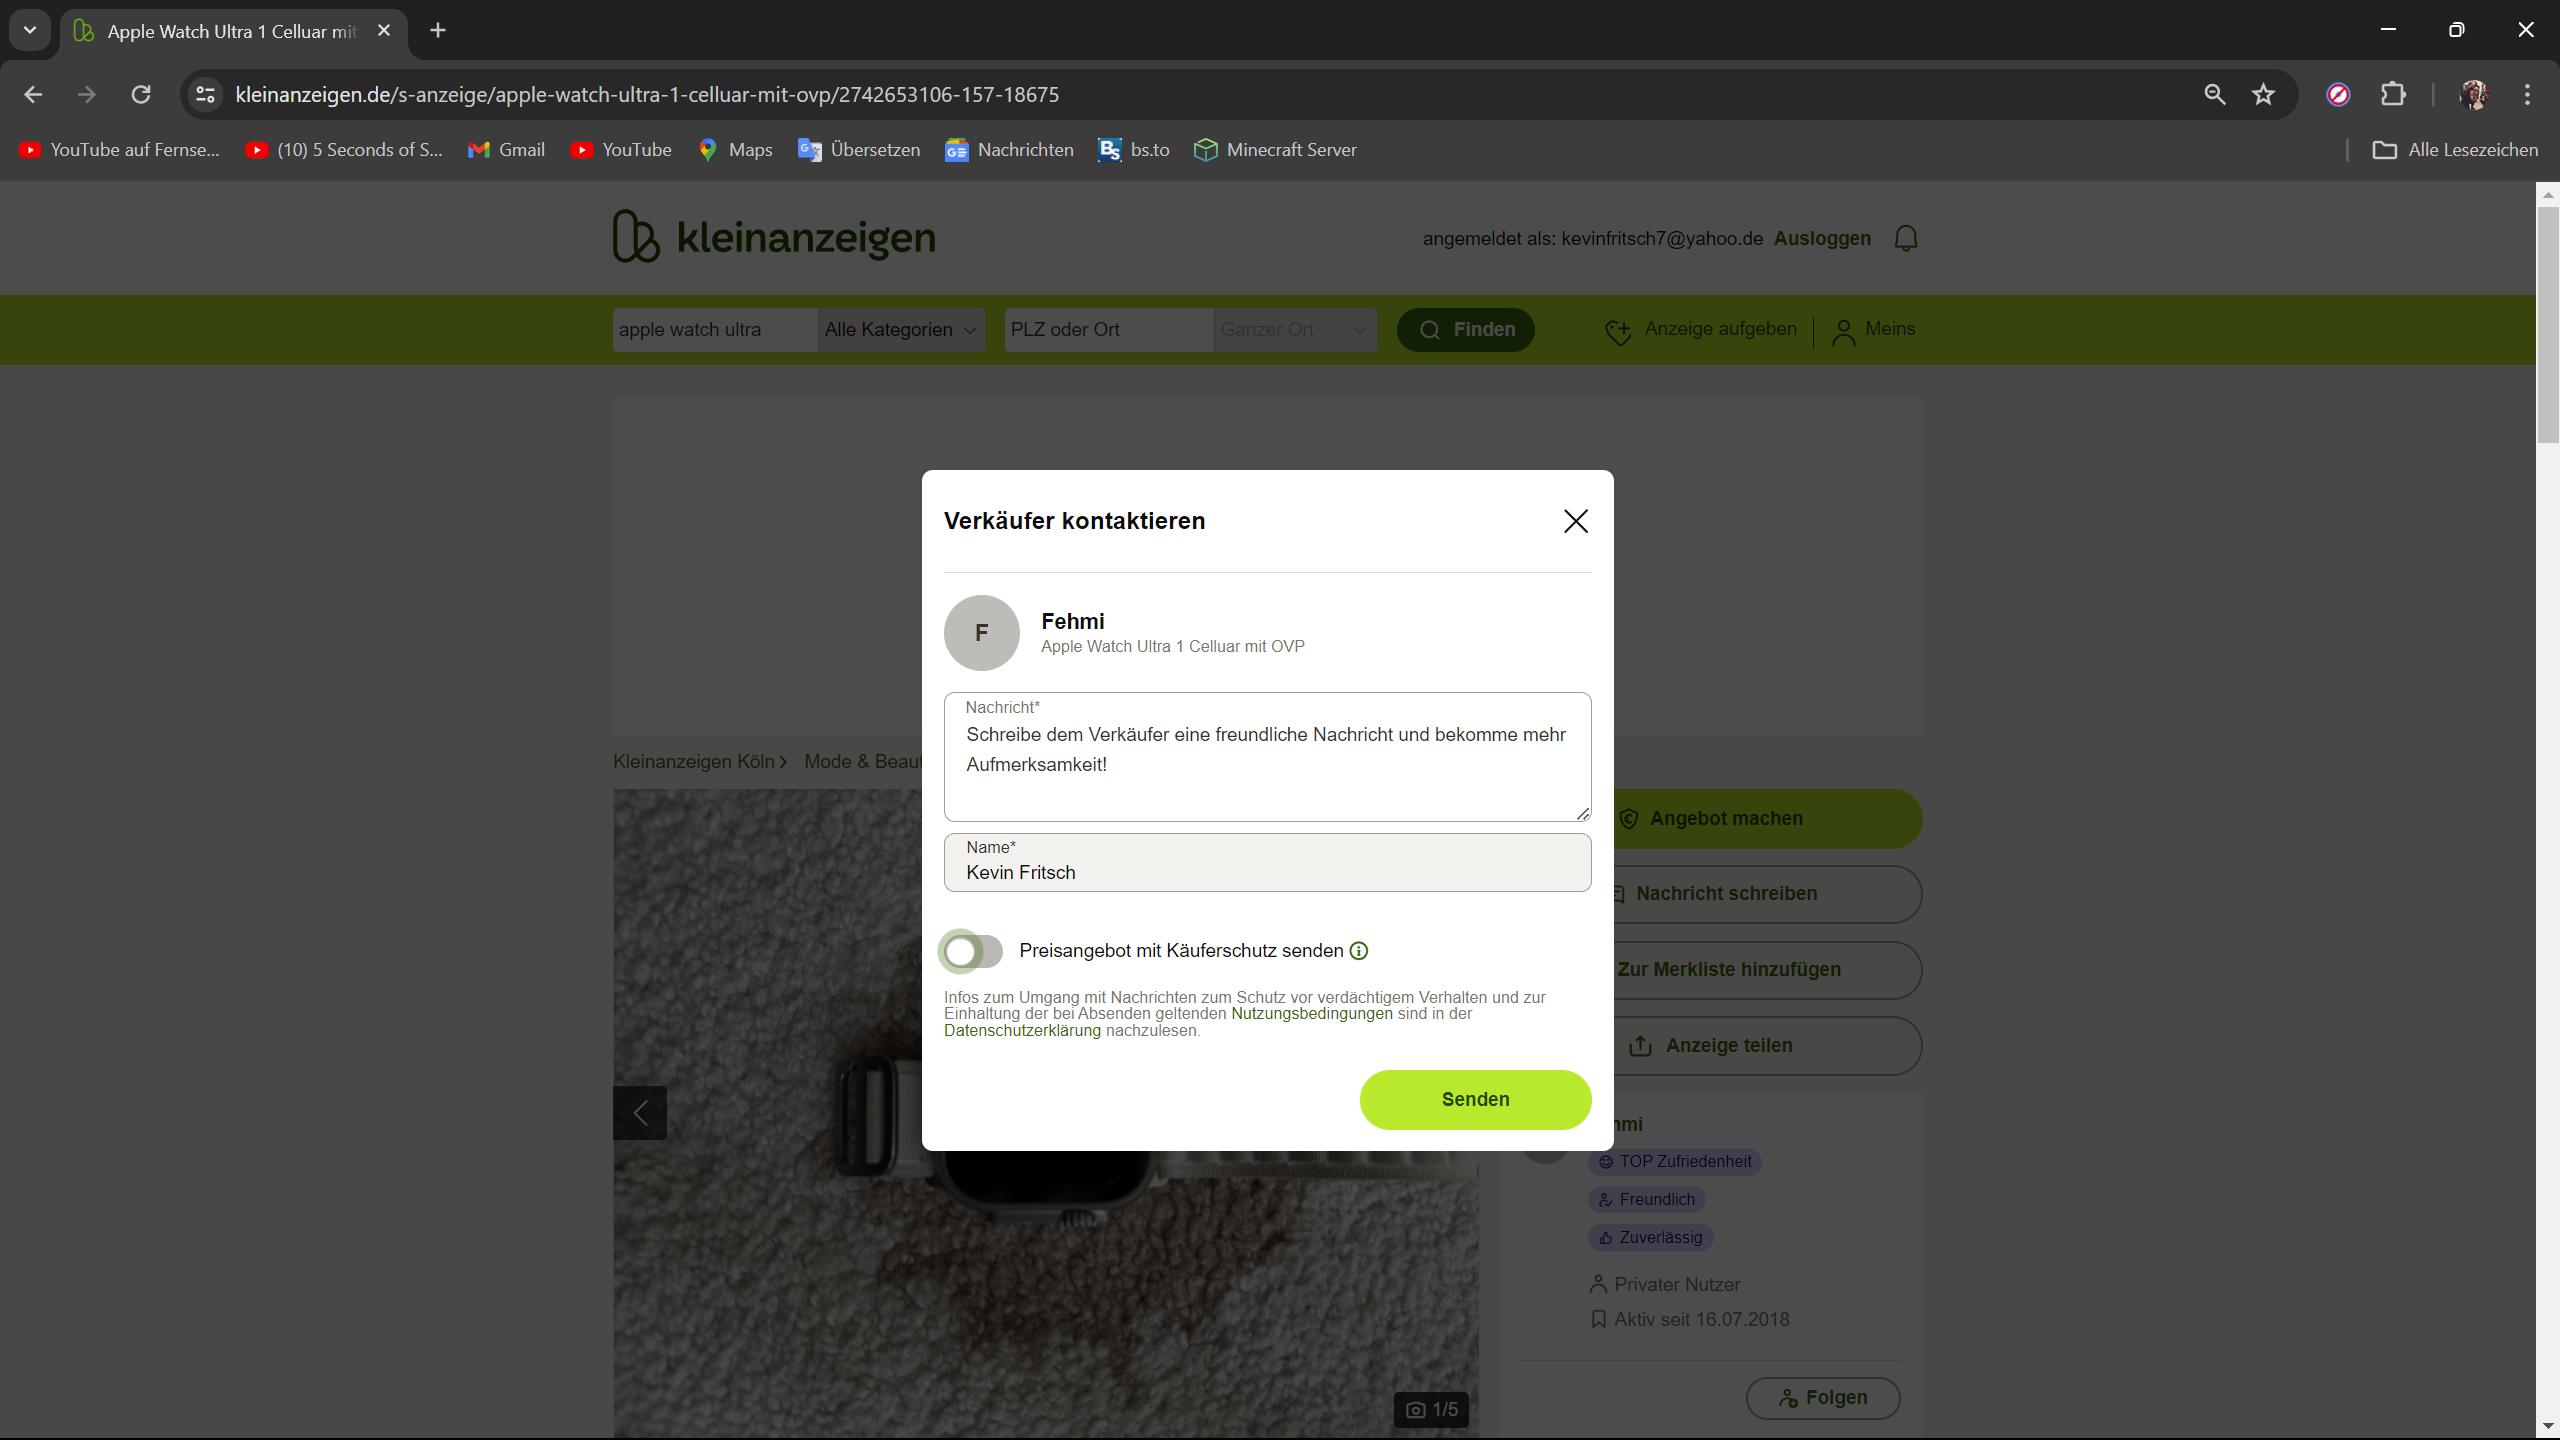 Apple Watch Ultra 1 Celluar mit
kleinanzeigen.de/s-anzeige/apple-watch-ultra-1-celluar-mit-ovp/2742653106-157-18675
YouTube auf Fernse...
(10) 5 Seconds of S...
Gmail
YouTube
Maps
Übersetzen
Nachrichten
bs.to
Minecraft Server
Alle Lesezeichen
kleinanzeigen
angemeldet als: kevinfritsch7@yahoo.de Ausloggen
apple watch ultra
Alle Kategorien
PLZ oder Ort
Ganzer Ort
Finden
Anzeige aufgeben
Meins
Verkäufer kontaktieren
F
Fehmi
Apple Watch Ultra 1 Celluar mit OVP
Nachricht*
Schreibe dem Verkäufer eine freundliche Nachricht und bekomme mehr
Aufmerksamkeit!
Name*
Kevin Fritsch
Preisangebot mit Käuferschutz senden
Infos zum Umgang mit Nachrichten zum Schutz vor verdächtigem Verhalten und zur
Einhaltung der bei Absenden geltenden Nutzungsbedingungen sind in der
Datenschutzerklärung nachzulesen.
Senden
Kleinanzeigen Köln
Mode & Beaut
Angebot machen
Nachricht schreiben
Zur Merkliste hinzufügen
Anzeige teilen
hmi
TOP Zufriedenheit
Freundlich
Zuverlässig
Privater Nutzer
Aktiv seit 16.07.2018
Folgen
1/5